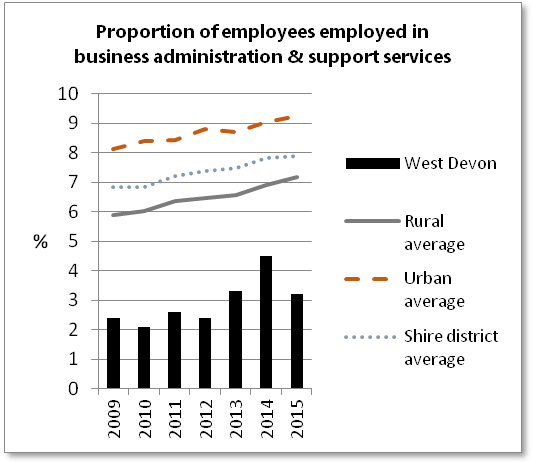 Proportion of employees employed in
business administration & support services
10
9
8
7
6
5
4
3
2
1
0
%
2009
2010
2011
2012
2013
2014
2015
West Devon
Rural
average
Urban
average
Shire district
average